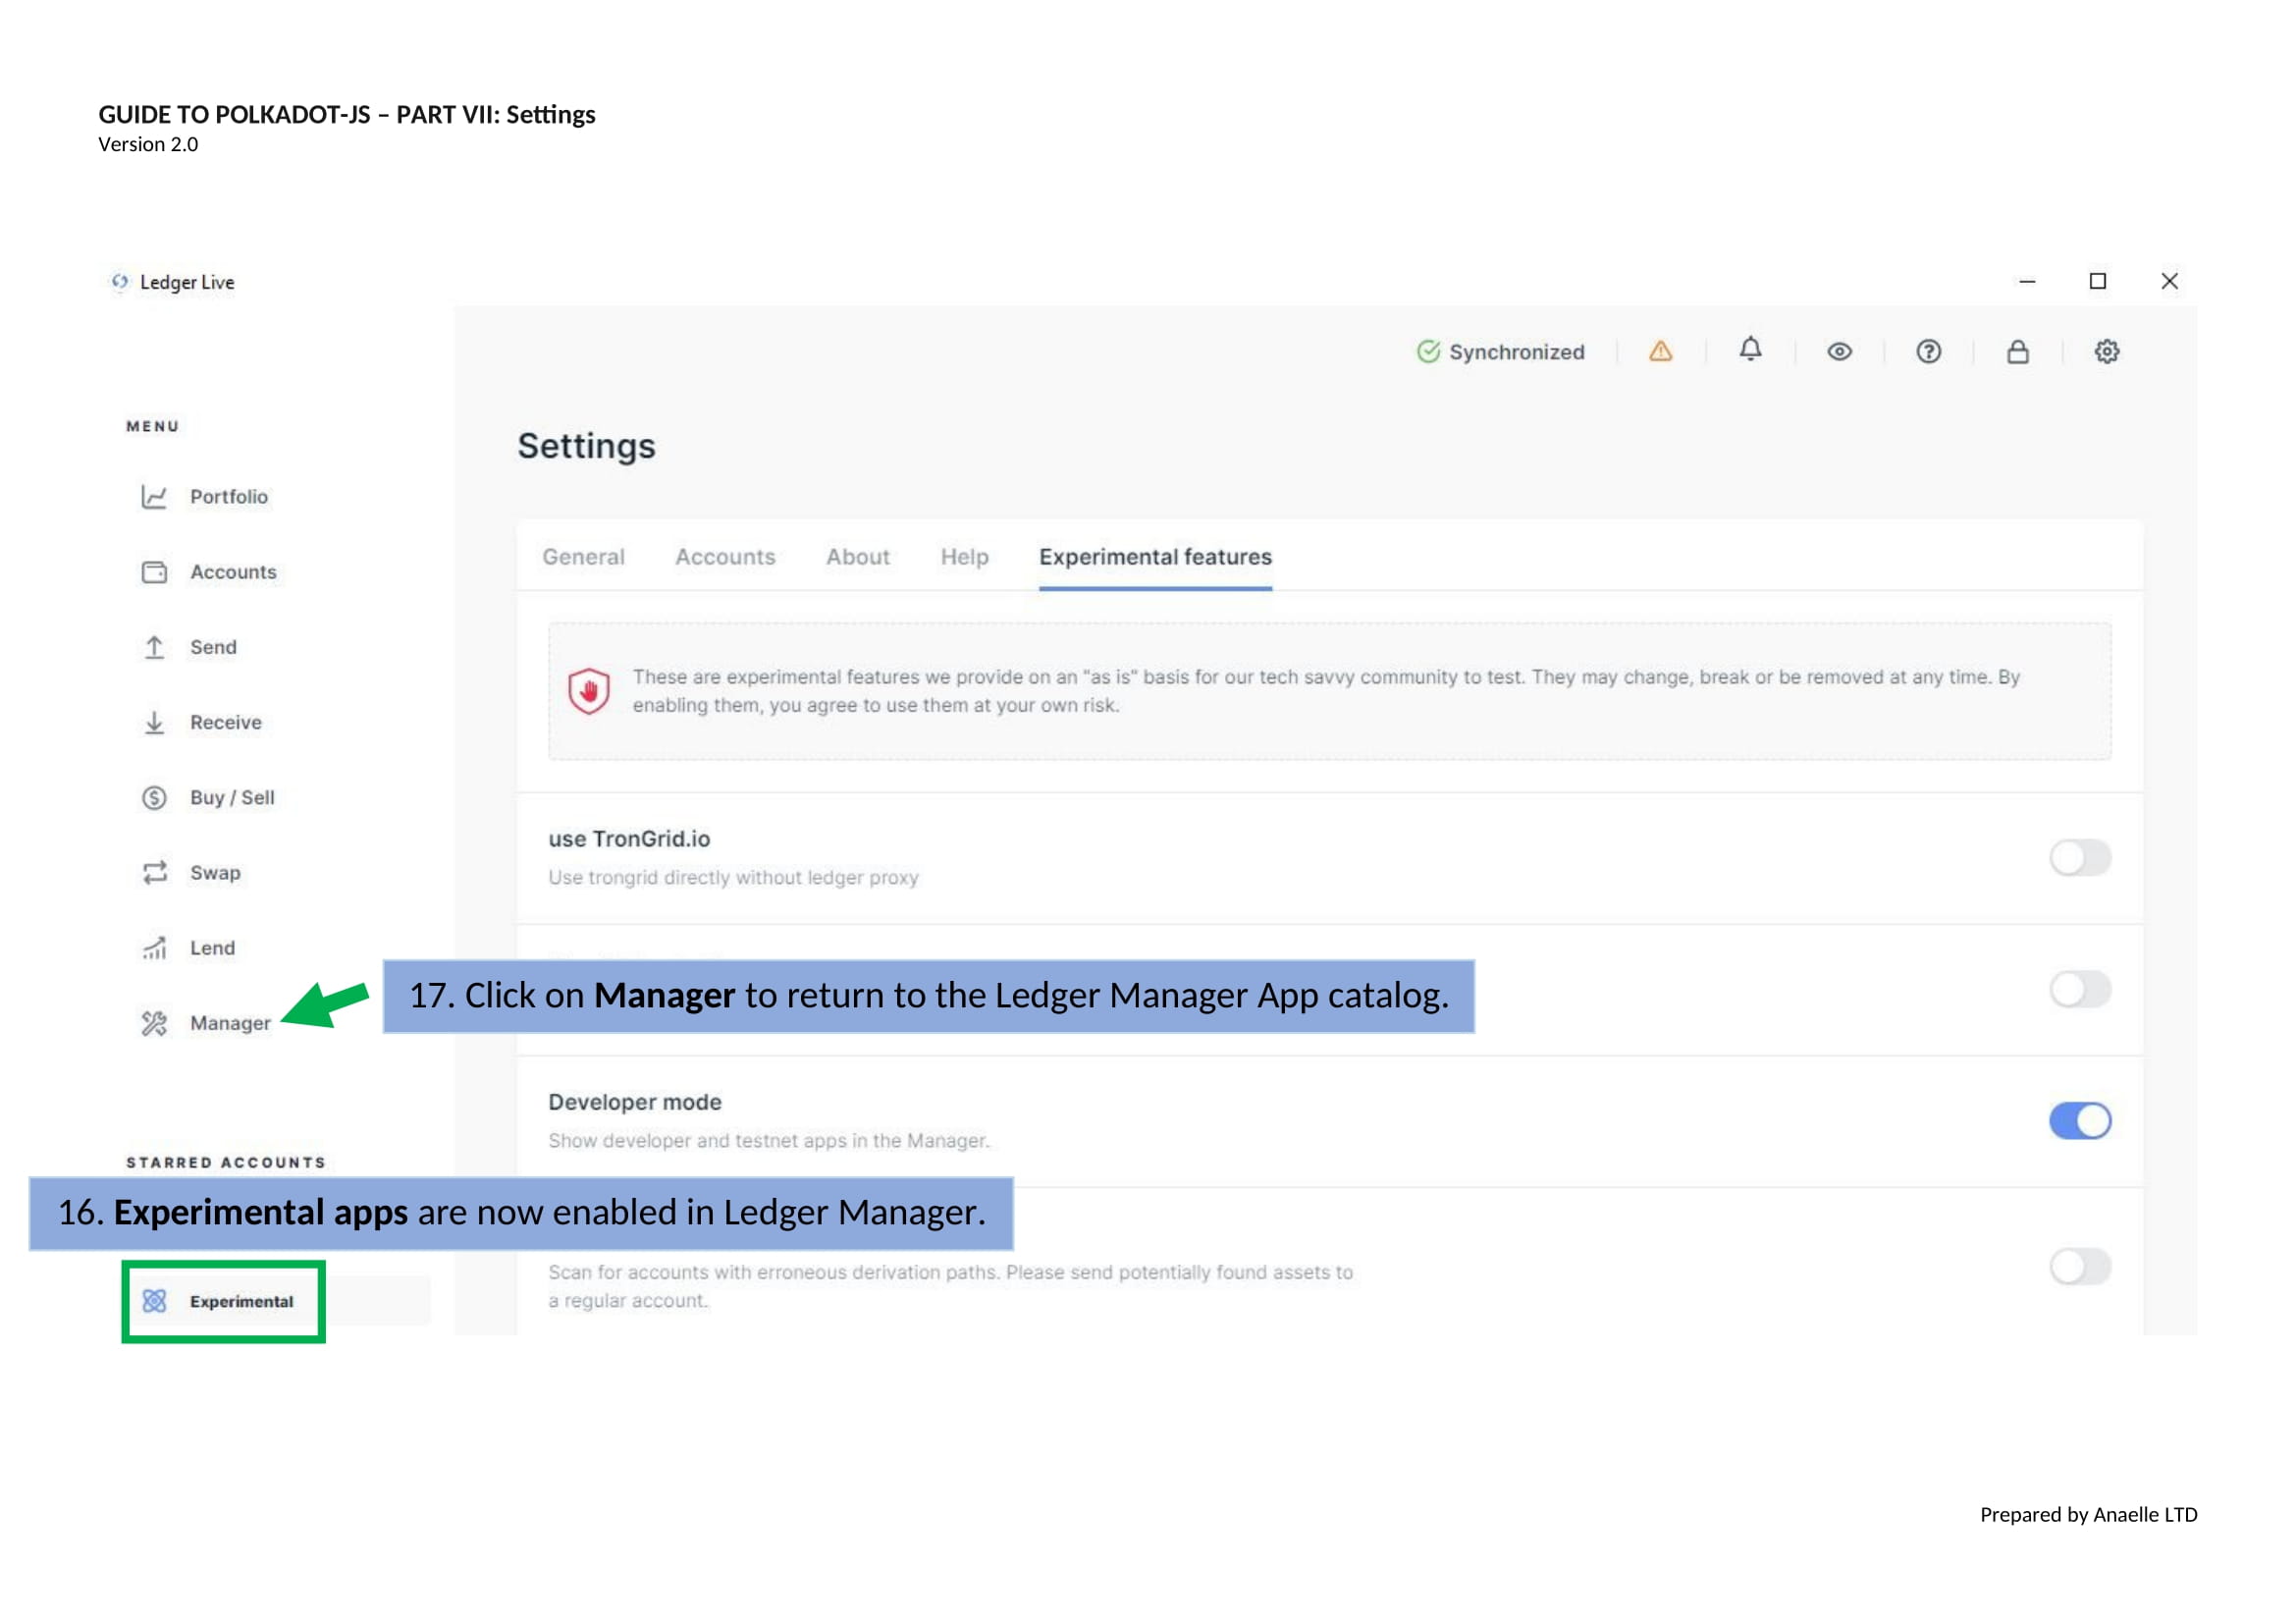 GUIDE TO POLKADOT-JS – PART VII: Settings
Version 2.0
Ledger Live
Synchronized
MENU
Settings
Portfolio
General Accounts About Help Experimental features
Accounts
Send
These are experimental features we provide on an "as is" basis for our tech savvy community to test. They may change, break or be removed at any time. By
enabling them, you agree to use them at your own risk.
Receive
Buy / Sell
use TronGrid.io
Use trongrid directly without ledger proxy
Swap
Lend
17. Click on Manager to return to the Ledger Manager App catalog.
Manager
Developer mode
Show developer and testnet apps in the Manager.
STARRED ACCOUNTS
16. Experimental apps are now enabled in Ledger Manager.
Scan for accounts with erroneous derivation paths. Please send potentially found assets to
a regular account.
Experimental
Prepared by Anaelle LTD